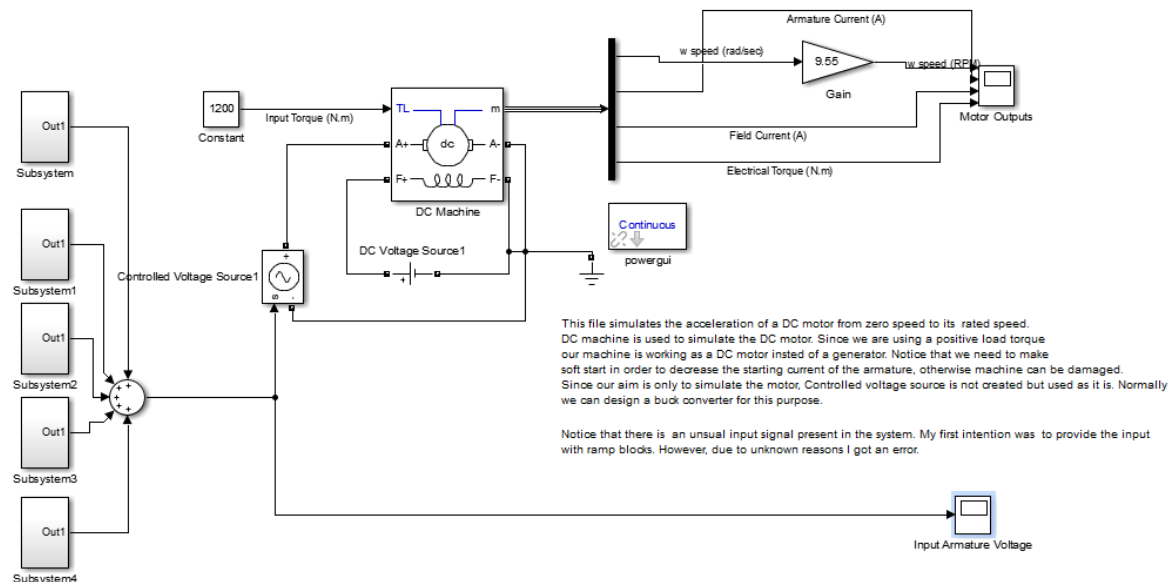 Armature Current (A)
w speed (rad/sec)
9.55
w speed (RPM)
Gain
Motor Outputs
1200
Constant
Input Torque (N.m)
TL
m
A+
dc
A-
F+
F-
DC Machine
Field Current (A)
Electrical Torque (N.m)
Out1
Subsystem
Out1
Subsystem1
Out1
Subsystem2
Out1
Subsystem3
Out1
Subsystem4
DC Voltage Source1
+
Controlled Voltage Source1
+
s
-
Continuous
powergui
+
+
+
+
+
This file simulates the acceleration of a DC motor from zero speed to its rated speed.
DC machine is used to simulate the DC motor. Since we are using a positive load torque
our machine is working as a DC motor insted of a generator. Notice that we need to make
soft start in order to decrease the starting current of the armature, otherwise machine can be damaged.
Since our aim is only to simulate the motor, Controlled voltage source is not created but used as it is. Normally
we can design a buck converter for this purpose.
Notice that there is an unsual input signal present in the system. My first intention was to provide the input
with ramp blocks. However, due to unknown reasons I got an error.
Input Armature Voltage